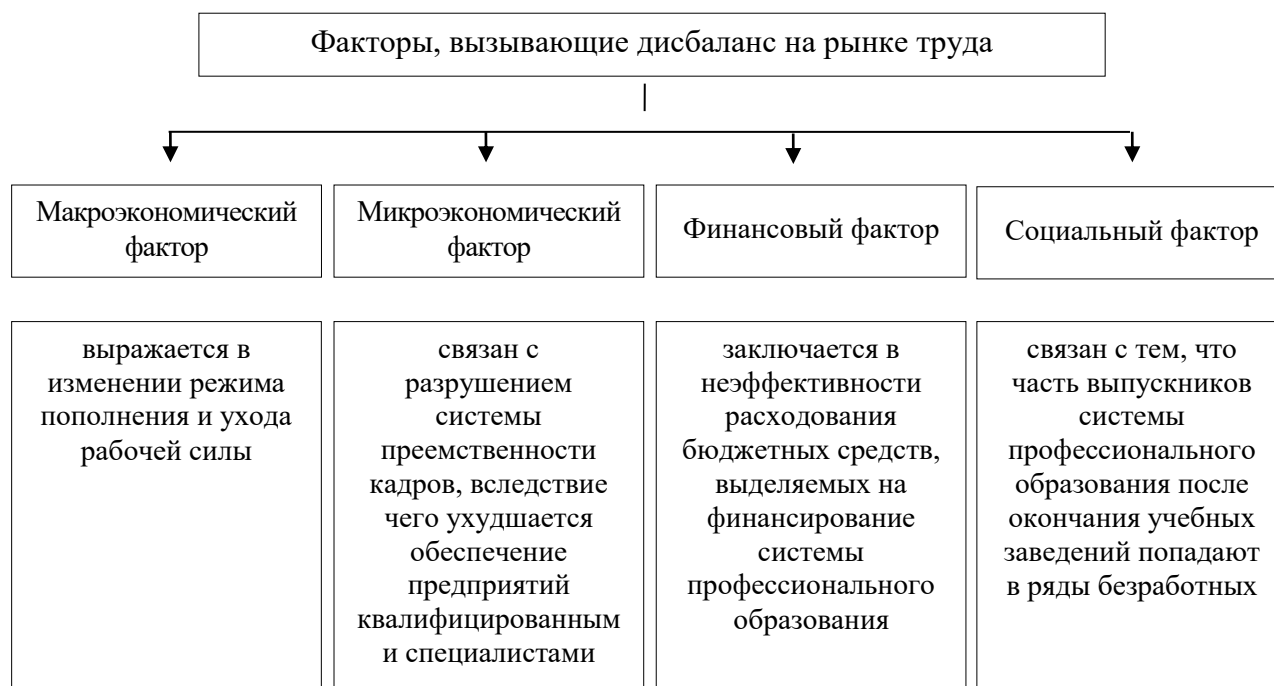 Факторы, вызывающие дисбаланс на рынке труда
Макроэкономический
фактор
Микроэкономический
фактор
Финансовый фактор
Социальный фактор
выражается в
изменении режима
пополнения и ухода
рабочей силы
связан с
разрушением
системы
преемственности
кадров, вследствие
чего ухудшается
обеспечение
предприятий
квалифицированным
и специалистами
заключается в
неэффективности
расходования
бюджетных средств,
выделяемых на
финансирование
системы
профессионального
образования
связан с тем, что
часть выпускников
системы
профессионального
образования после
окончания учебных
заведений попадают
в ряды безработных